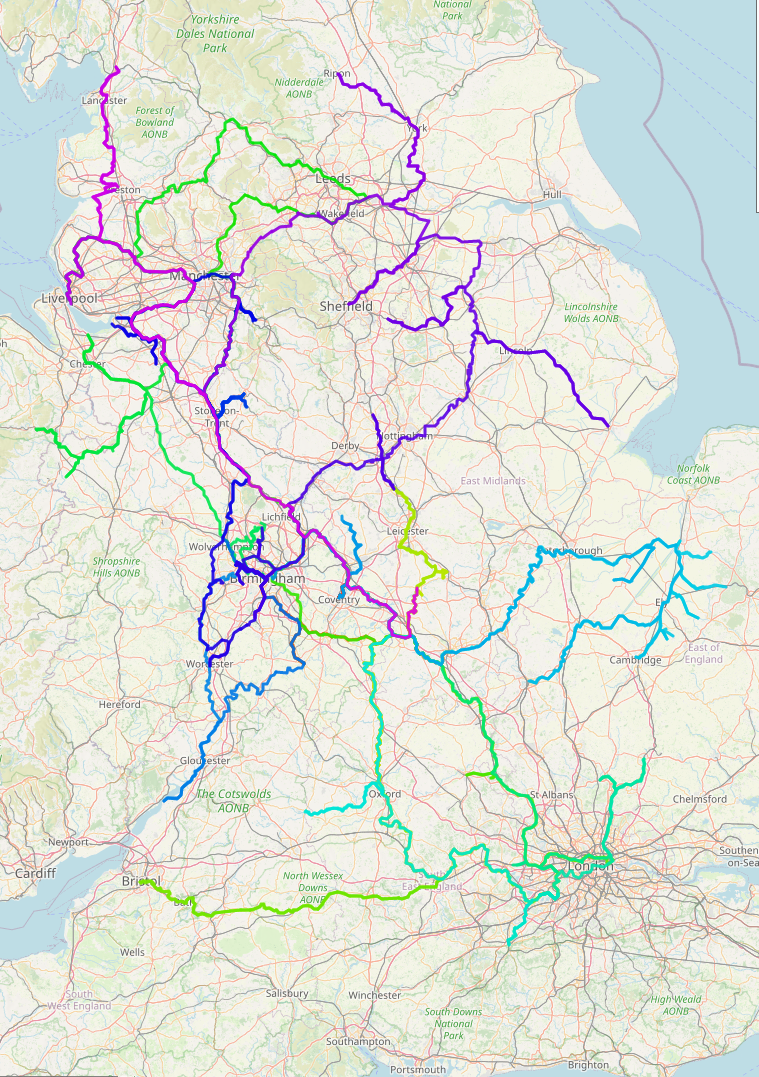 National
Park
Yorkshire
Dales National
Park
Ripon
Nidderdale
AONB
Lancaster
Forest of
Bowland
AONB
York
Leeds
Preston
Hull
Wakefield
Manchester
Liverpool
Sheffield
Lincolnshire
Wolds AONB
Lincoln
Chester
Stoke-on-
Trent
Derby
Nottingham
Norfolk
Coast AONB
East Midlands
Lichfield
Leicester
Wolverhampton
Peterborough
Shropshire
Hills AONB
Birmingham
Coventry
Ely
East of
England
Cambridge
Worcester
Hereford
Gloucester
The Cotswolds
AONB
Oxford
St Albans
Chelmsford
Newport
Cardiff
Bristol
North Wessex
Downs
AONB
South
East England
London
Southen
on-Sea
Bath
Wells
South
West England
Salisbury
Winchester
High Weald
AONB
South Downs
National
Park
Southampton
Portsmouth
Brighton